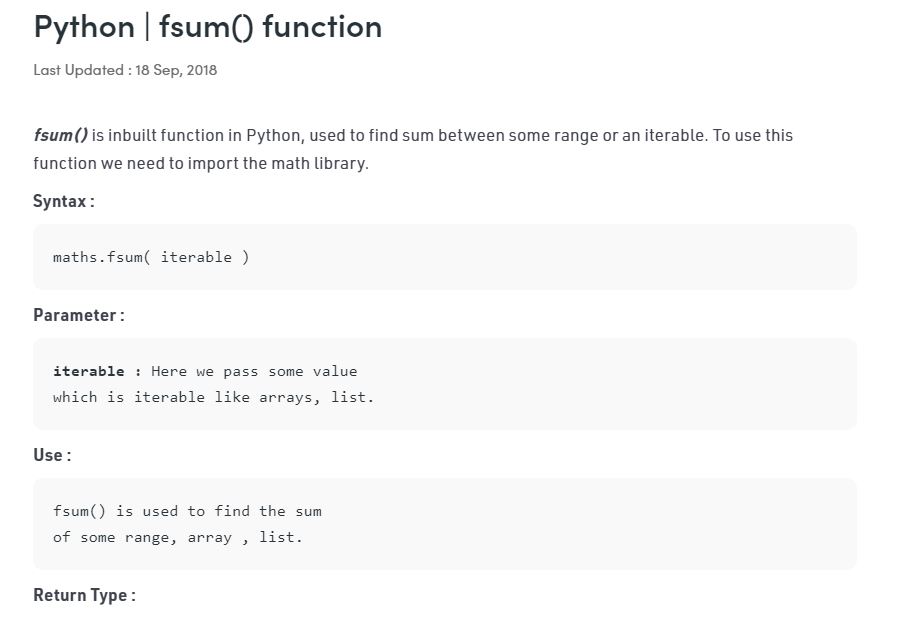 Python | fsum() function
Last Updated : 18 Sep, 2018
fsum() is inbuilt function in Python, used to find sum between some range or an iterable. To use this
function we need to import the math library.
Syntax :
maths.fsum( iterable )
Parameter :
iterable : Here we pass some value
which is iterable like arrays, list.
Use :
fsum() is used to find the sum
of some range, array , list.
Return Type :